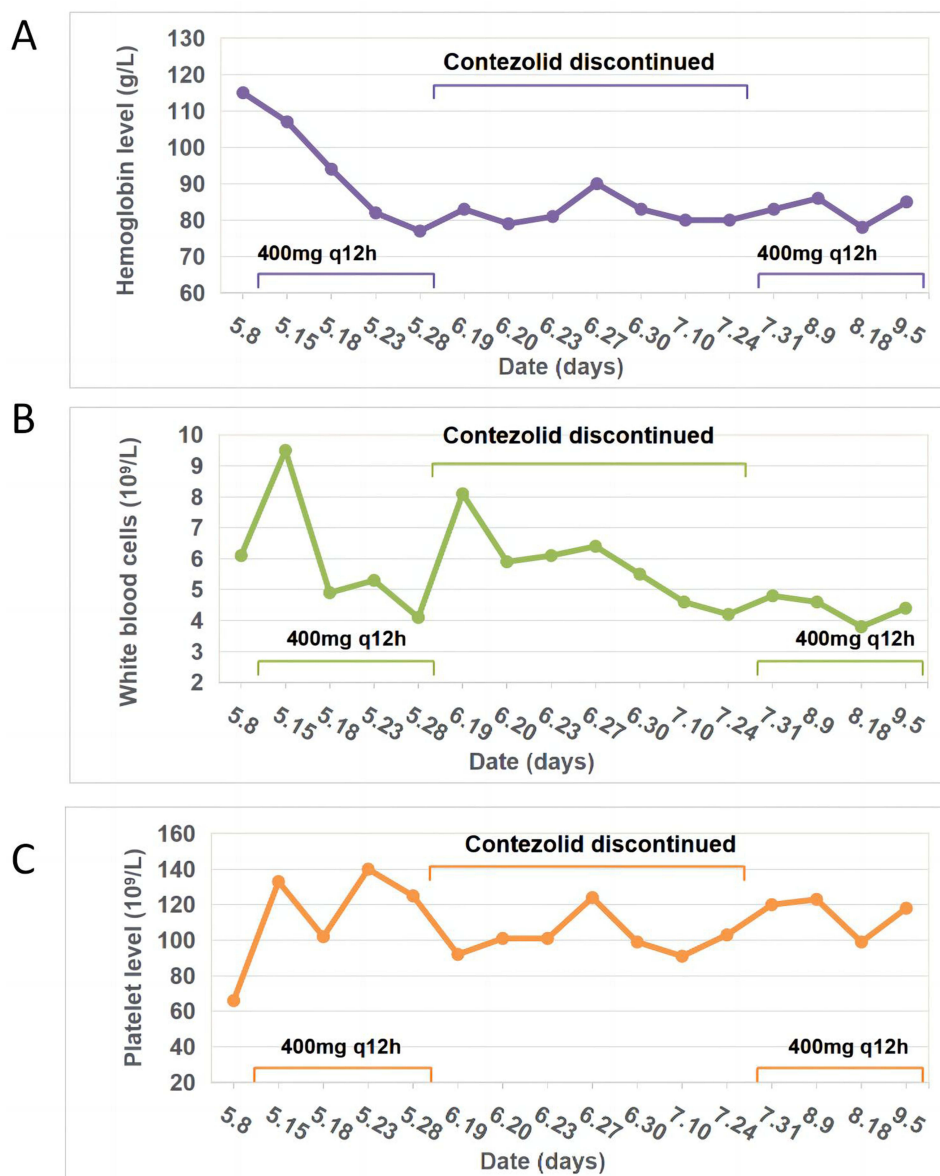 A
Hemoglobin level (g/L)
130
120
110
100
90
80
70
60
Contezolid discontinued
400mg q12h
400mg q12h
5.8 5.15 5.18 5.23 5.28 6.19 6.20 6.23 6.27 6.30 7.10 7.24 7.31 8.9 8.18 9.5
Date (days)
B
White blood cells (10⁹/L)
10
9
8
7
6
5
4
3
2
Contezolid discontinued
400mg q12h
400mg q12h
5.8 5.15 5.18 5.23 5.28 6.19 6.20 6.23 6.27 6.30 7.10 7.24 7.31 8.9 8.18 9.5
Date (days)
C
Platelet level (10⁹/L)
160
140
120
100
80
60
40
20
Contezolid discontinued
400mg q12h
400mg q12h
5.8 5.15 5.18 5.23 5.28 6.19 6.20 6.23 6.27 6.30 7.10 7.24 7.31 8.9 8.18 9.5
Date (days)